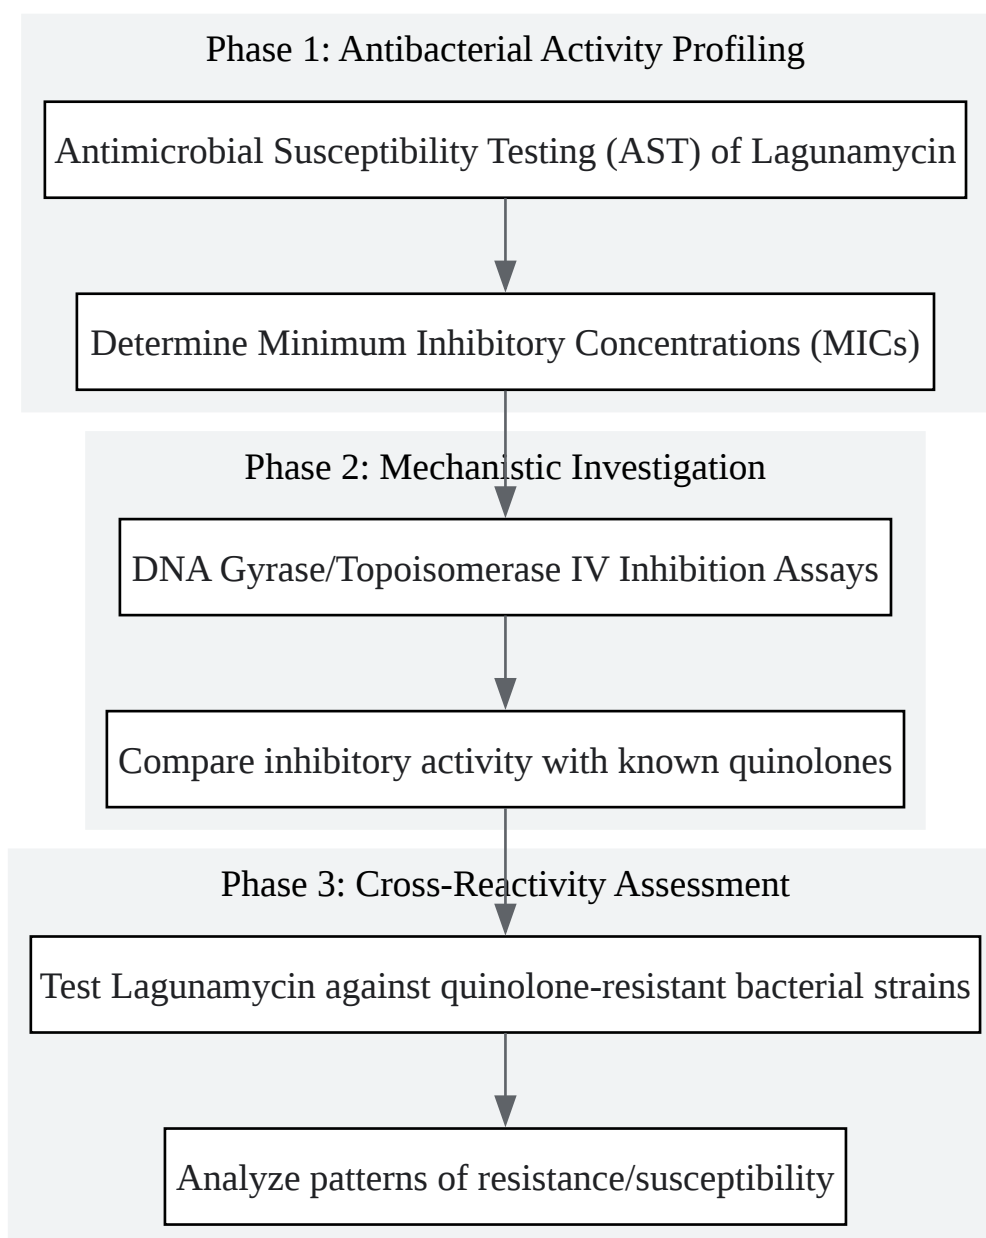 Phase 1: Antibacterial Activity Profiling
Antimicrobial Susceptibility Testing (AST) of Lagunamycin
Determine Minimum Inhibitory Concentrations (MICs)
Phase 2: Mechanistic Investigation
DNA Gyrase/Topoisomerase IV Inhibition Assays
Compare inhibitory activity with known quinolones
Phase 3: Cross-Reactivity Assessment
Test Lagunamycin against quinolone-resistant bacterial strains
Analyze patterns of resistance/susceptibility